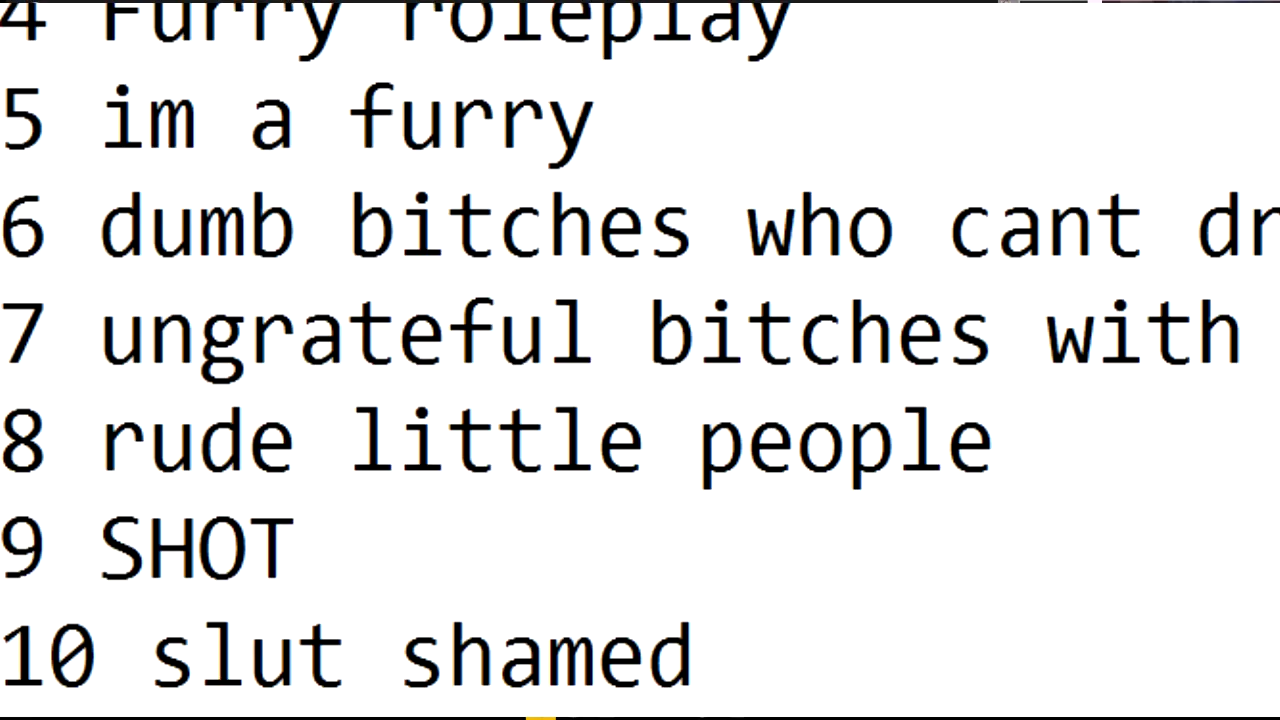 4 Furry roleplay
5 im a furry
6 dumb bitches who cant
7 ungrateful bitches with
8 rude little people
9 SHOT
10 slut shamed